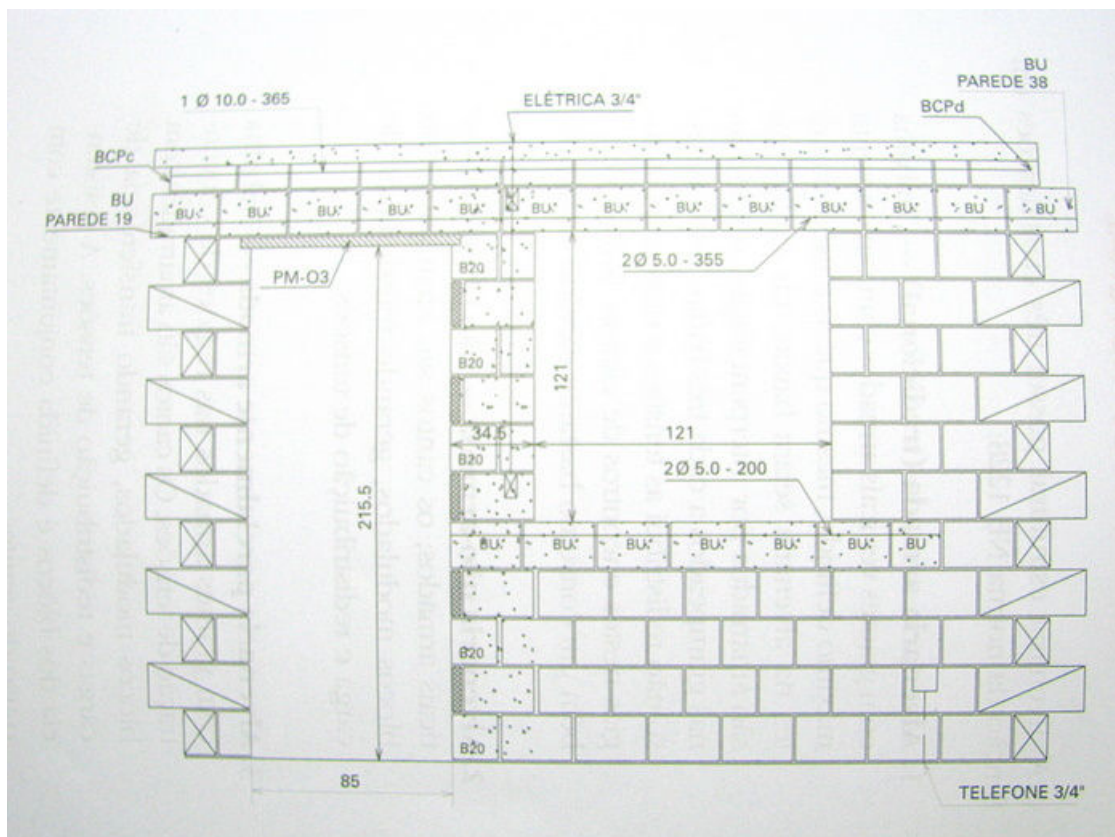 BU
PAREDE 38
1 Ø 10.0 - 365
ELÉTRICA 3/4"
BCPd
BCPc
BU
PAREDE 19
BU BU BU BU BU BU BU BU BU BU BU BU BU
PM-O3
B20
2 Ø 5.0 - 355
B20
121
34.5
121
B20
2 Ø 5.0 - 200
215.5
BU BU BU BU BU BU BU
B20
B20
85
TELEFONE 3/4"